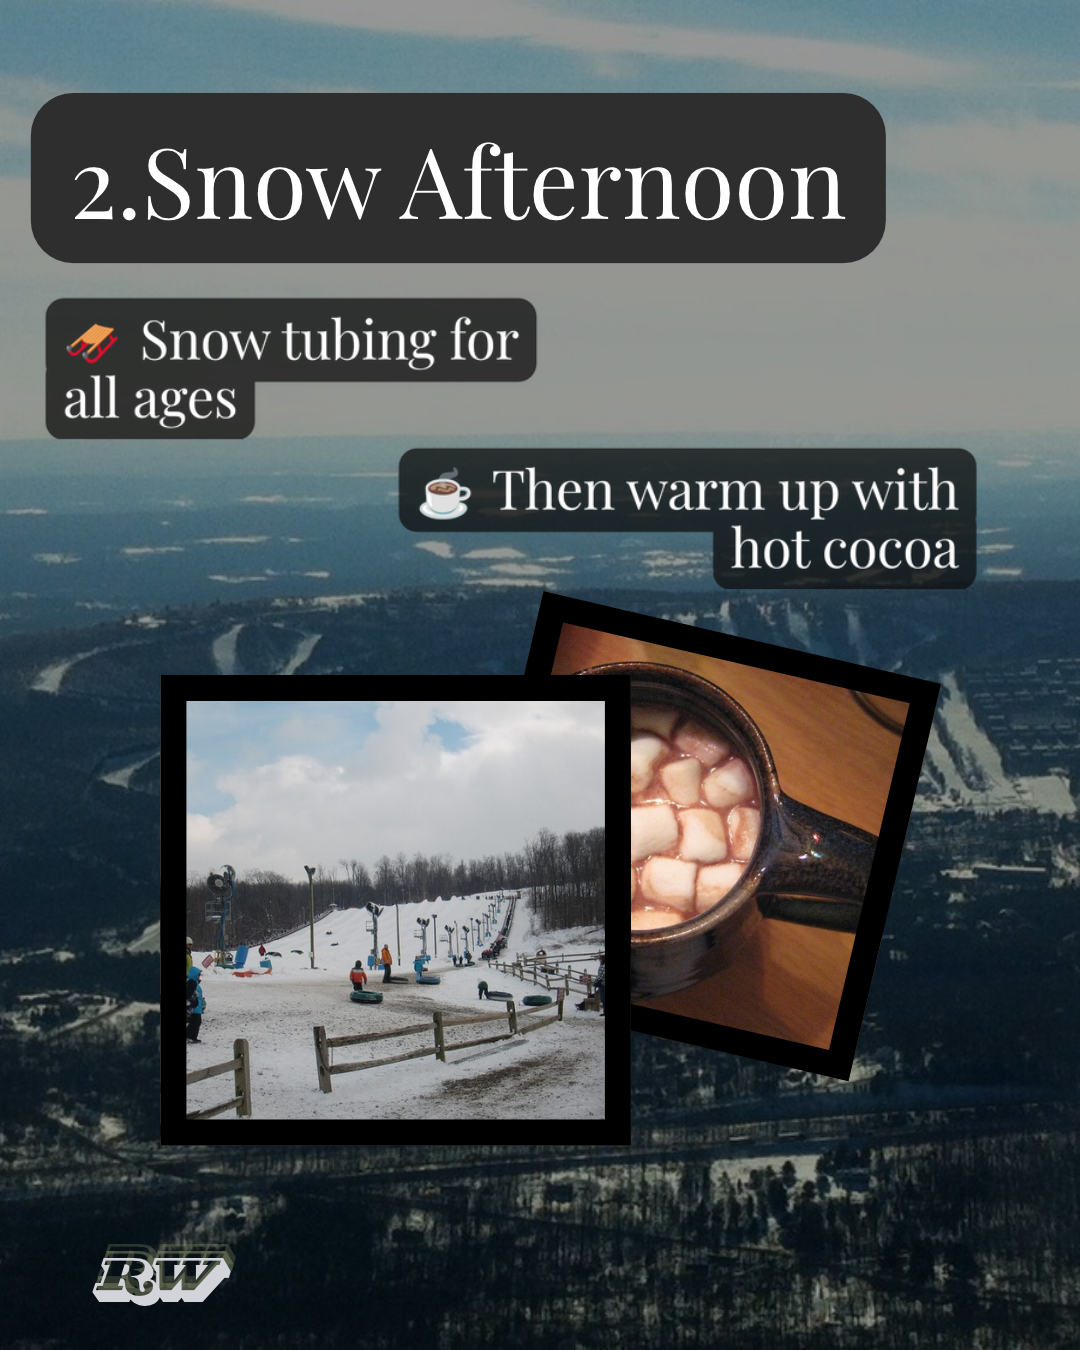 2.Snow Afternoon
🛷 Snow tubing for
all ages
☕ Then warm up with
hot cocoa
RW